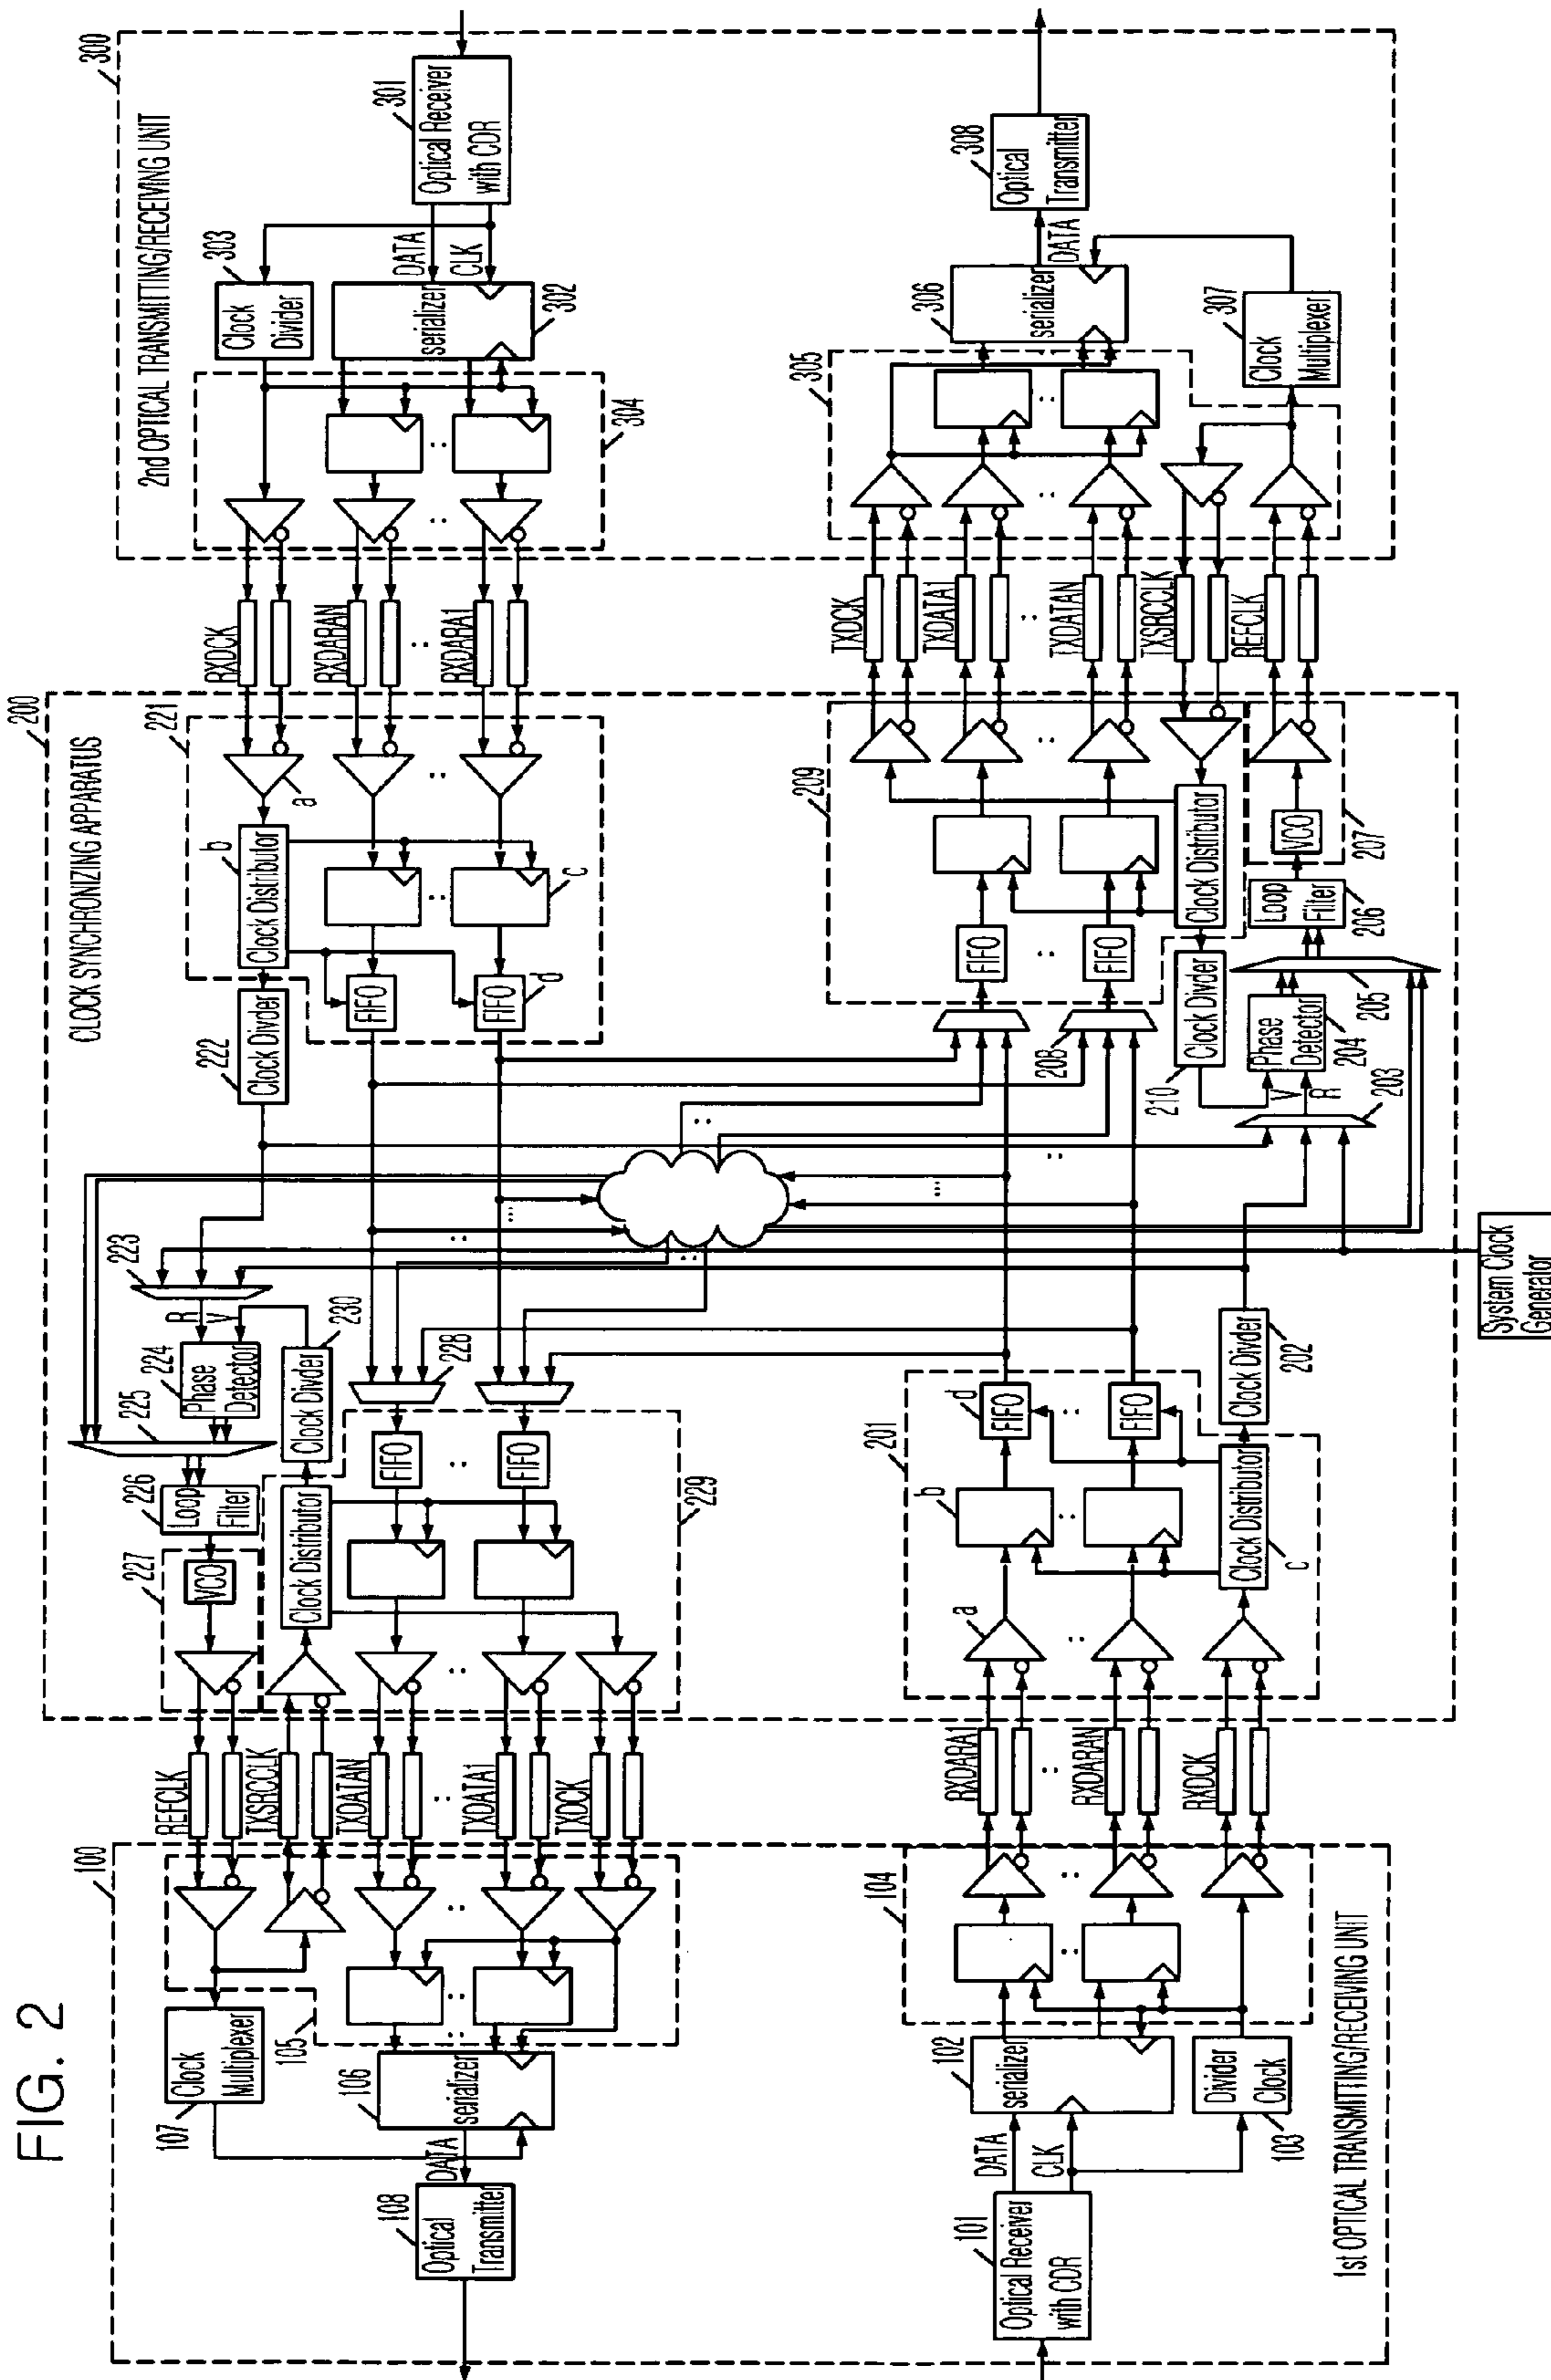 FIG. 2
100
1st OPTICAL TRANSMITTING/RECEIVING UNIT
107
Clock
Multiplexer
105
106
serializer
DATA
108
Optical
Transmitter
101
Optical Receiver
with CDR
DATA
CLK
102
serializer
103
Divider
Clock
104
REFCLK
TXSRCCLK
TXDATAN
TXDATA1
TXDCK
RXDARA1
RXDARAN
RXDCK
200
CLOCK SYNCHRONIZING APPARATUS
227
VCO
226
Loop
Filter
225
224
Phase
Detector
R
V
223
230
Clock Divder
Clock Distributor
FIFO
FIFO
229
228
201
a
b
c
d
FIFO
FIFO
Clock Distributor
202
Clock Divder
System Clock
Generator
222
Clock Divder
221
a
b
Clock Distributor
c
d
FIFO
FIFO
203
V
R
204
Phase
Detector
205
206
Loop
Filter
207
VCO
208
209
FIFO
FIFO
210
Clock Divder
Clock Distributor
RXDCK
RXDARAN
RXDARA1
TXDCK
TXDATA1
TXDATAN
TXSRCCLK
REFCLK
300
2nd OPTICAL TRANSMITTING/RECEIVING UNIT
301
Optical Receiver
with CDR
DATA
CLK
302
serializer
303
Clock
Divider
304
305
306
serializer
307
Clock
Multiplexer
DATA
308
Optical
Transmitter